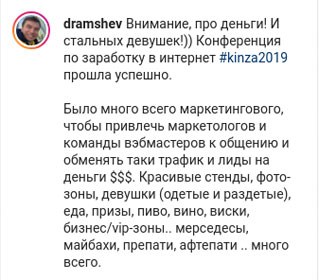 dramshev Внимание, про деньги! И
стальных девушек!)) Конференция
по заработку в интернет #kinza2019
прошла успешно.
Было много всего маркетингового,
чтобы привлечь маркетологов и
команды вэбмастеров к общению и
обменять таки трафик и лиды на
деньги $$$. Красивые стенды, фото-
зоны, девушки (одетые и раздетые),
еда, призы, пиво, вино, виски,
бизнес/vip-зоны.. мерседесы,
майбахи, препати, афтепати .. много
всего.